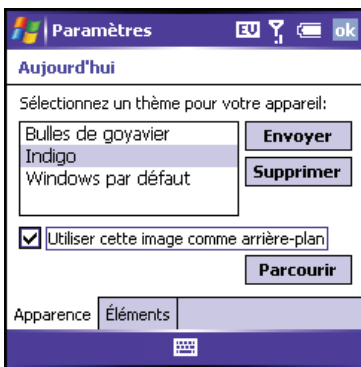 Paramètres EU ok
Aujourd'hui
Sélectionnez un thème pour votre appareil:
Bulles de goyavier
Envoyer
Indigo
Supprimer
Windows par défaut
Utiliser cette image comme arrière-plan
Parcourir
Apparence Éléments